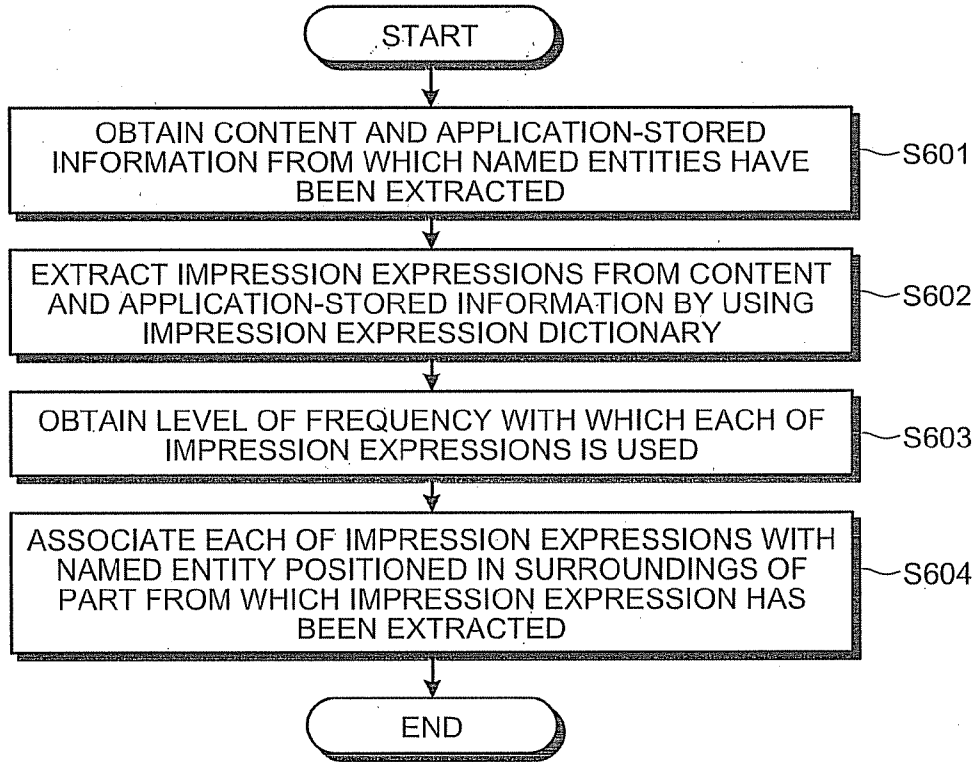 START
OBTAIN CONTENT AND APPLICATION-STORED
INFORMATION FROM WHICH NAMED ENTITIES HAVE
BEEN EXTRACTED
S601
EXTRACT IMPRESSION EXPRESSIONS FROM CONTENT
AND APPLICATION-STORED INFORMATION BY USING
IMPRESSION EXPRESSION DICTIONARY
S602
OBTAIN LEVEL OF FREQUENCY WITH WHICH EACH OF
IMPRESSION EXPRESSIONS IS USED
S603
ASSOCIATE EACH OF IMPRESSION EXPRESSIONS WITH
NAMED ENTITY POSITIONED IN SURROUNDINGS OF
PART FROM WHICH IMPRESSION EXPRESSION HAS
BEEN EXTRACTED
S604
END